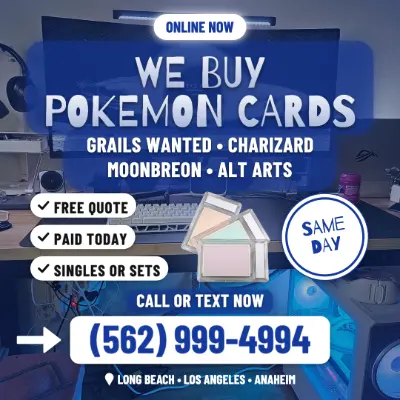 ONLINE NOW
WE BUY
POKEMON CARDS
GRAILS WANTED • CHARIZARD
MOONBREON • ALT ARTS
✓ FREE QUOTE
✓ PAID TODAY
✓ SINGLES OR SETS
SAME
DAY
CALL OR TEXT NOW
(562) 999-4994
LONG BEACH • LOS ANGELES • ANAHEIM